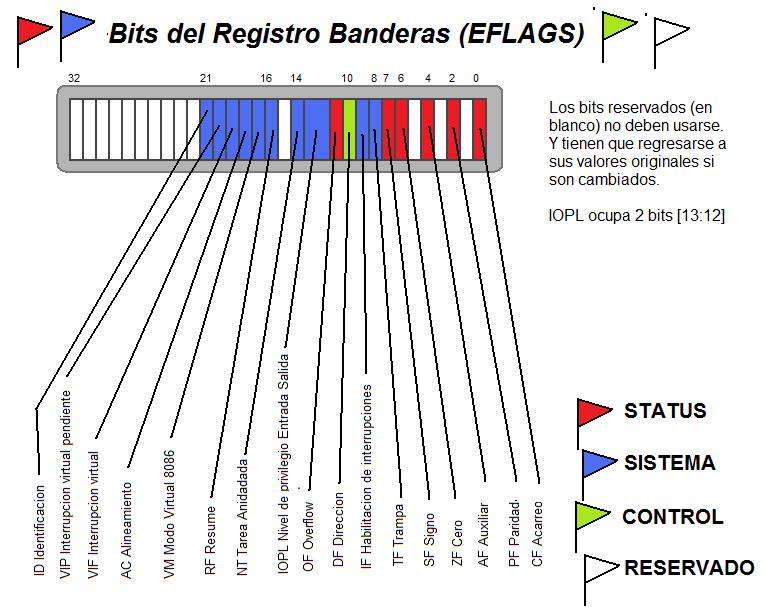 Bits del Registro Banderas (EFLAGS)
32 21 16 14 10 8 7 6 4 2 0
Los bits reservados (en
blanco) no deben usarse.
Y tienen que regresarse a
sus valores originales si
son cambiados.
IOPL ocupa 2 bits [13:12]
ID Identificacion
VIP Interrupcion virtual pendiente
VIF Interrupcion virtual
AC Alineamiento
VM Modo Virtual 8086
RF Resume
NT Tarea Anidadada
IOPL Nivel de privilegio Entrada Salida
OF Overflow
DF Direccion
IF Habilitacion de interrupciones
TF Trampa
SF Signo
ZF Cero
AF Auxiliar
PF Paridad
CF Acarreo
STATUS
SISTEMA
CONTROL
RESERVADO